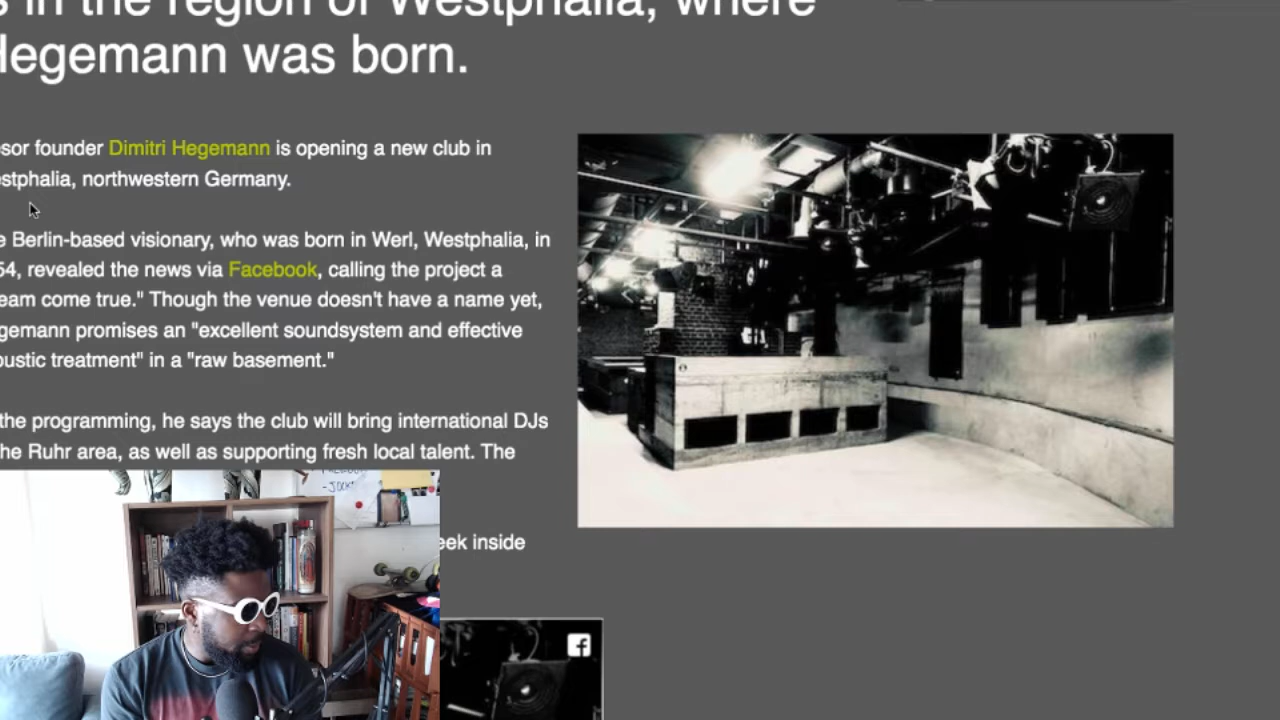 s in the region of Westphalia, where
Hegemann was born.
esor founder Dimitri Hegemann is opening a new club in
estphalia, northwestern Germany.
e Berlin-based visionary, who was born in Werl, Westphalia, in
54, revealed the news via Facebook, calling the project a
eam come true." Though the venue doesn't have a name yet,
gemann promises an "excellent soundsystem and effective
oustic treatment" in a "raw basement."
the programming, he says the club will bring international DJs
he Ruhr area, as well as supporting fresh local talent. The
eek inside